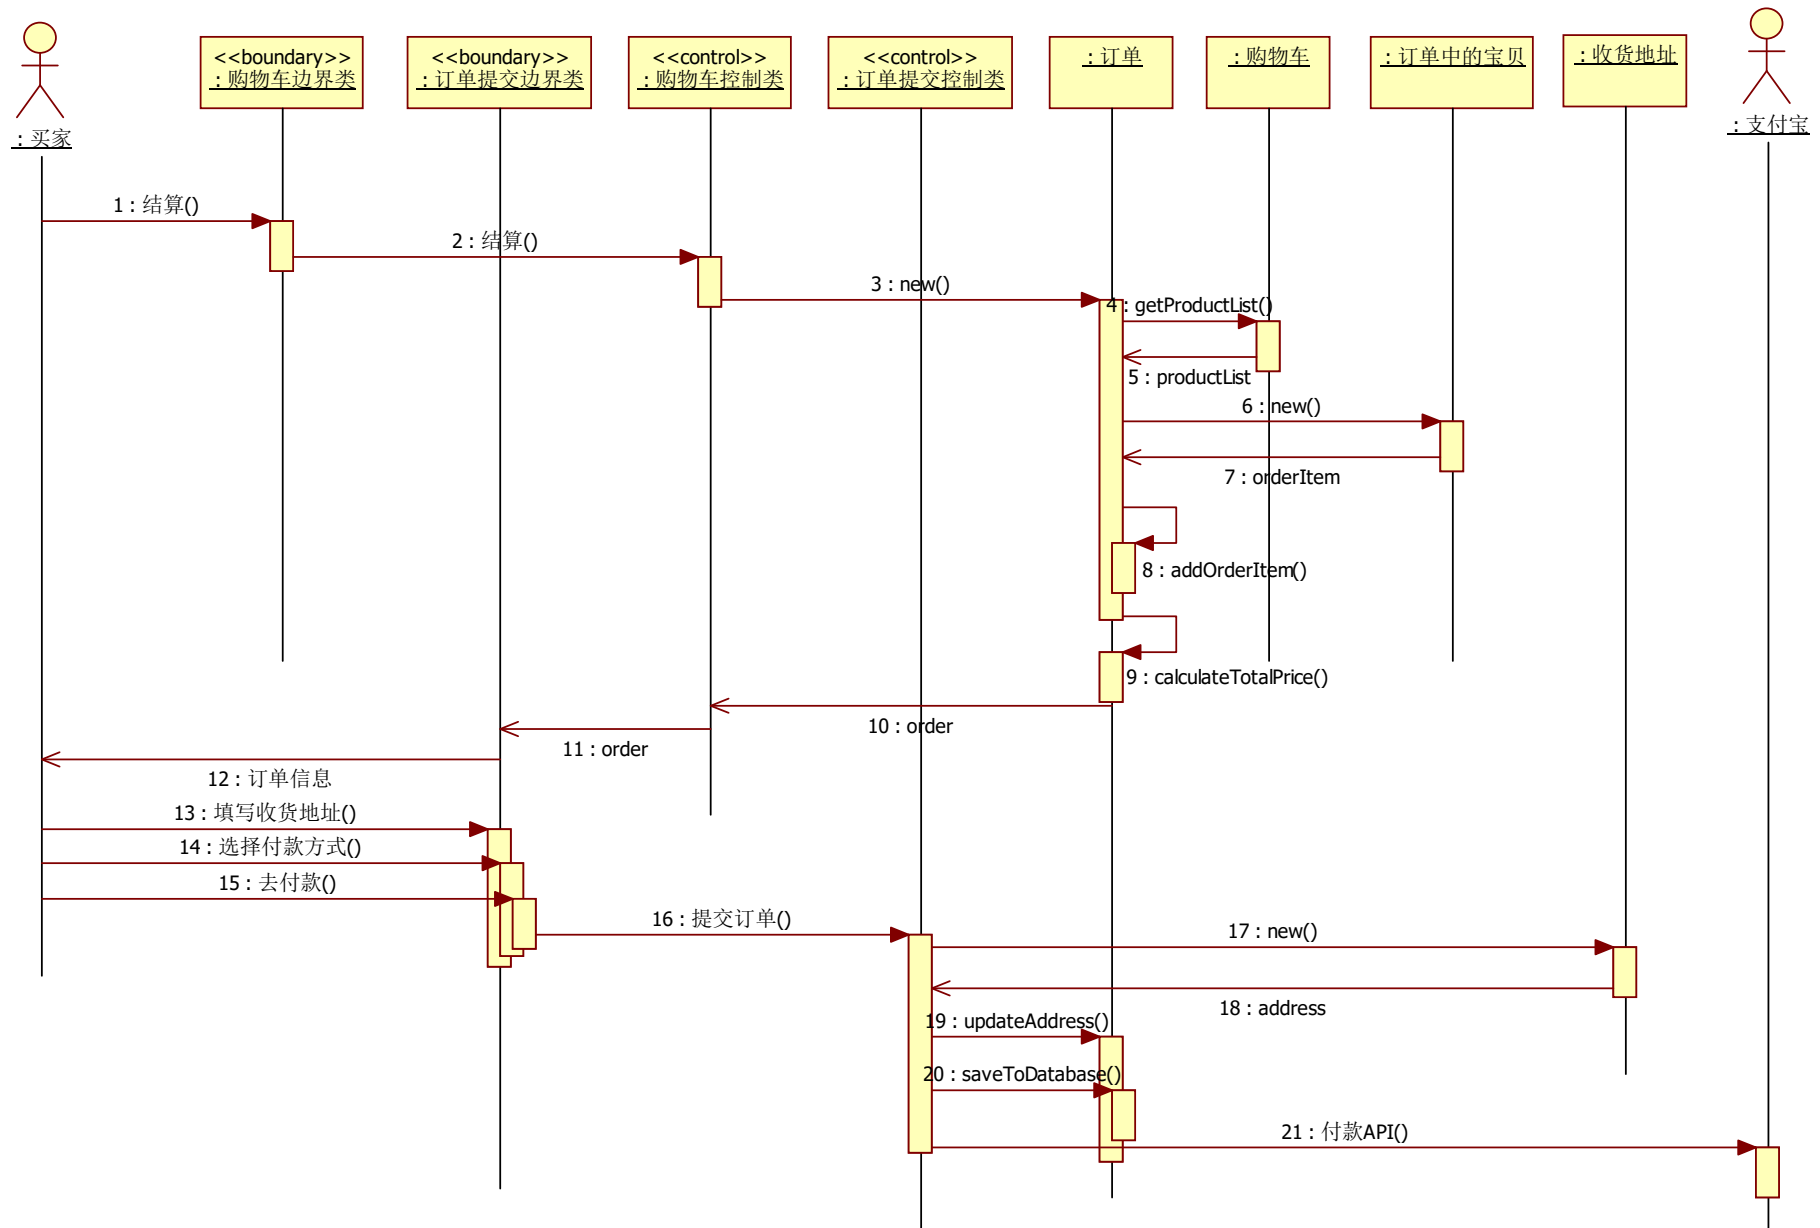 : 买家
<<boundary>>
: 购物车边界类
<<boundary>>
: 订单提交边界类
<<control>>
: 购物车控制类
<<control>>
: 订单提交控制类
: 订单
: 购物车
: 订单中的宝贝
: 收货地址
: 支付宝
1 : 结算()
2 : 结算()
3 : new()
4 : getProductList()
5 : productList
6 : new()
7 : orderItem
8 : addOrderItem()
9 : calculateTotalPrice()
10 : order
11 : order
12 : 订单信息
13 : 填写收货地址()
14 : 选择付款方式()
15 : 去付款()
16 : 提交订单()
17 : new()
18 : address
19 : updateAddress()
20 : saveToDatabase()
21 : 付款API()